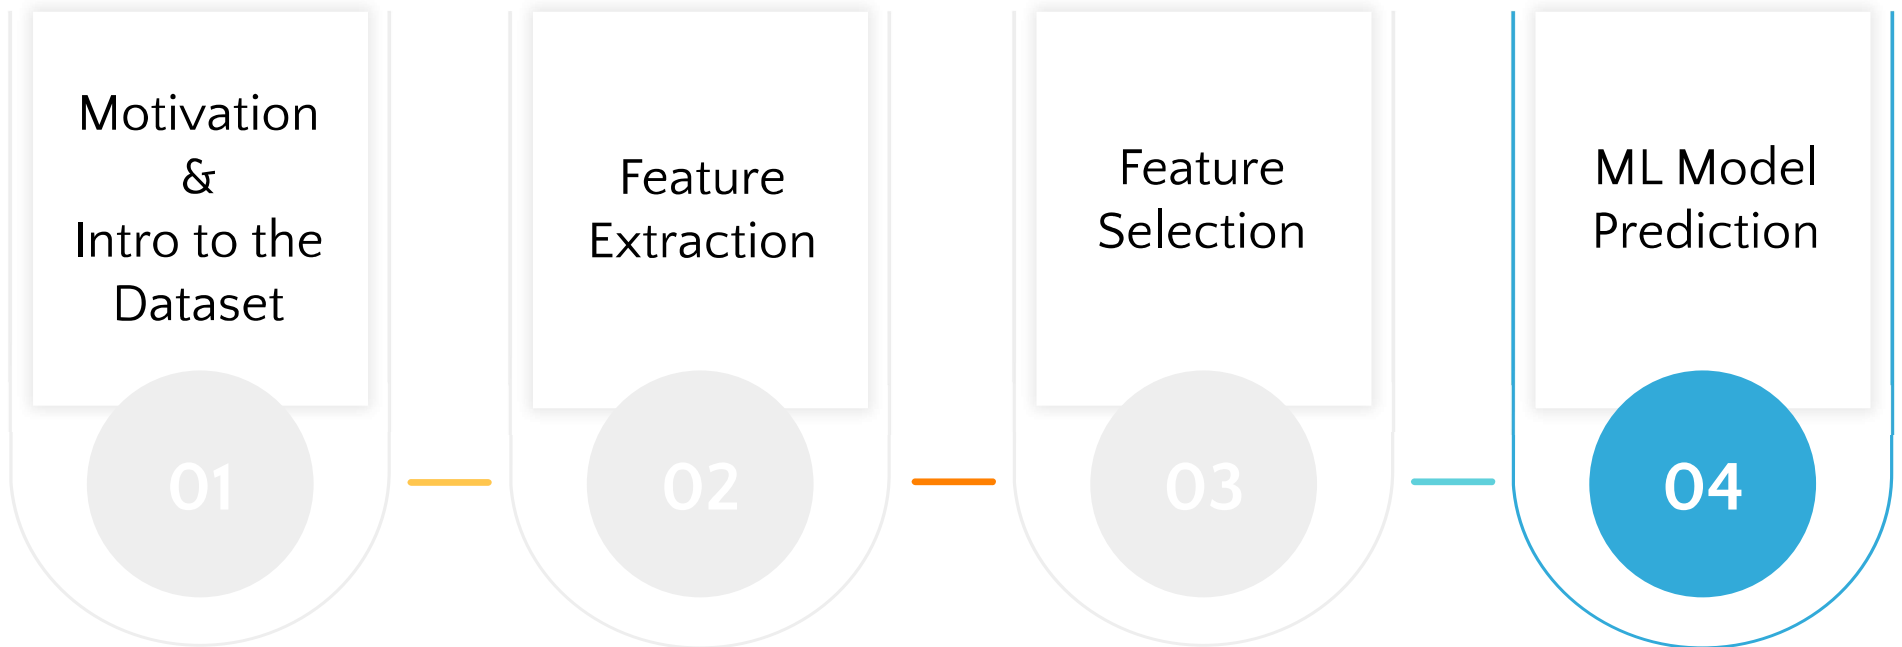 Motivation
&
Intro to the
Dataset
01
Feature
Extraction
02
Feature
Selection
03
ML Model
Prediction
04